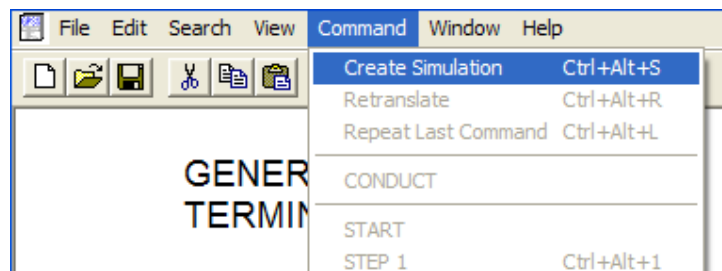 File Edit Search View Command Window Help
Create Simulation Ctrl+Alt+S
Retranslate Ctrl+Alt+R
Repeat Last Command Ctrl+Alt+L
CONDUCT
START
STEP 1 Ctrl+Alt+1
GENER
TERMIN